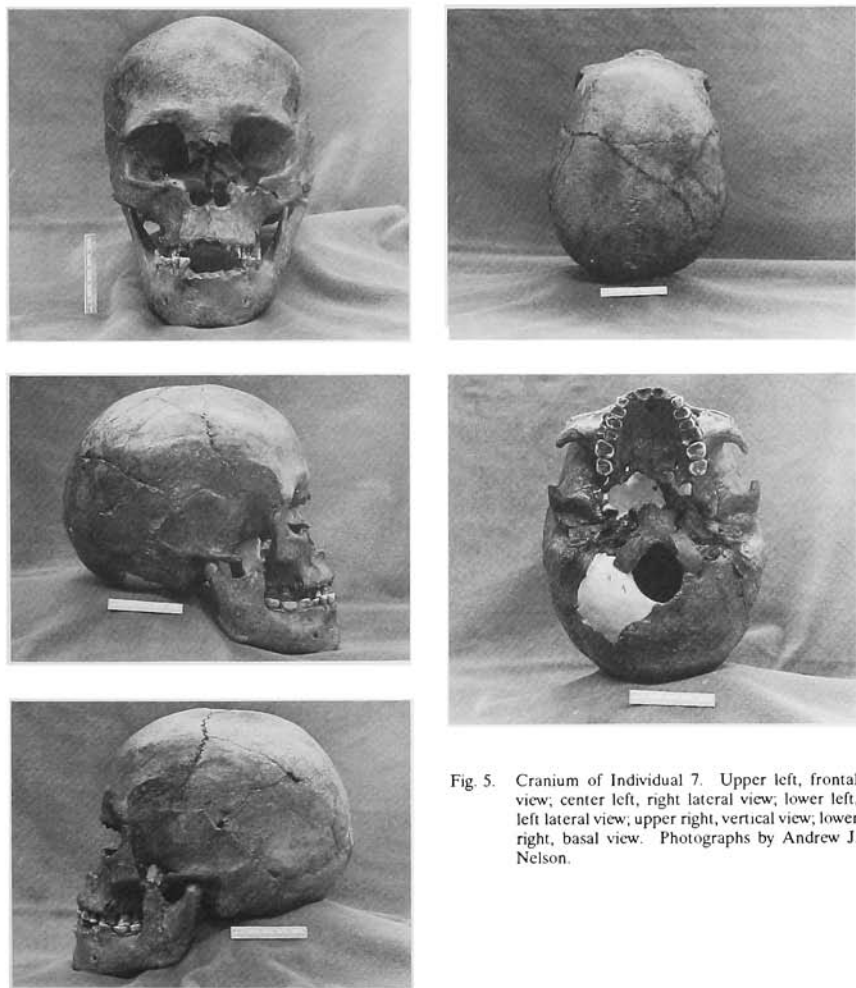 Fig. 5. Cranium of Individual 7. Upper left, frontal
view; center left, right lateral view; lower left,
left lateral view; upper right, vertical view; lower
right, basal view. Photographs by Andrew J.
Nelson.